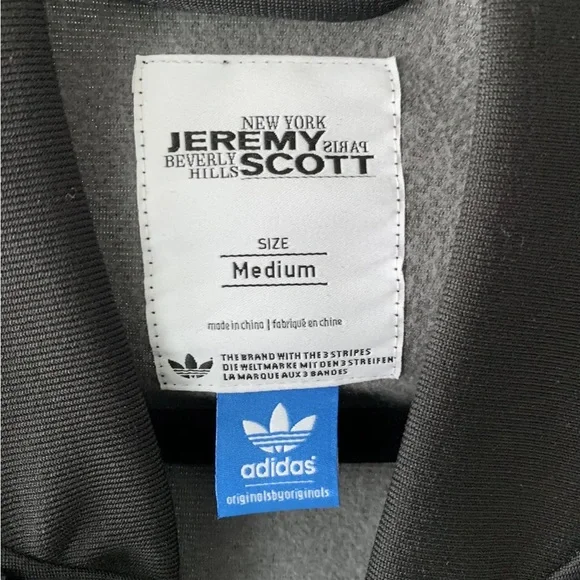 NEW YORK
JEREMY PARIS
BEVERLY
HILLS SCOTT
SIZE
Medium
made in china | fabriqué en chine
THE BRAND WITH THE 3 STRIPES
DIE WELTMARKE MIT DEN 3 STREIFEN
LA MARQUE AUX 3 BANDES
adidas
originalsbyoriginals